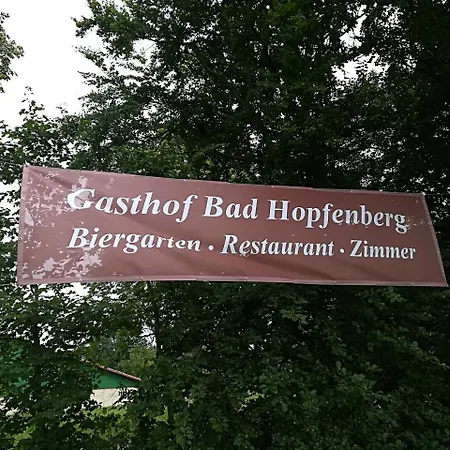 Gasthof Bad Hopfenberg
Biergarten · Restaurant · Zimmer